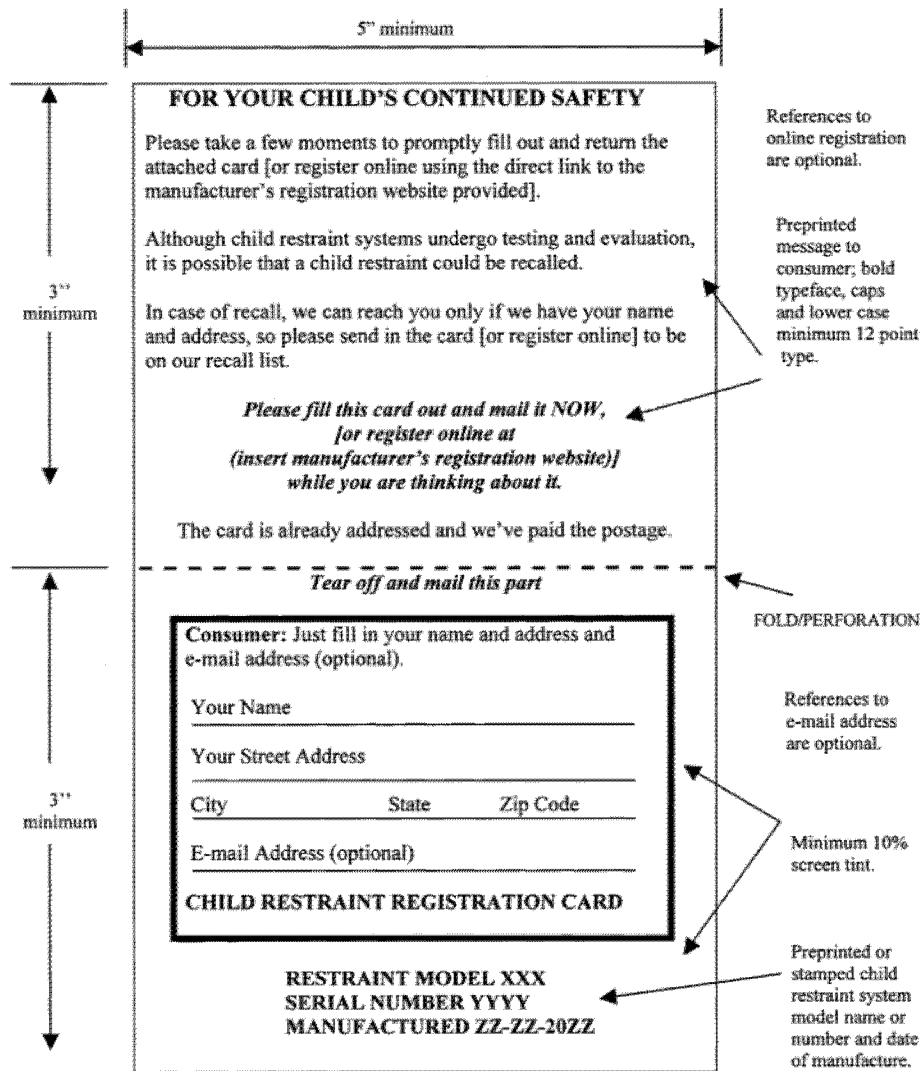 5" minimum
FOR YOUR CHILD'S CONTINUED SAFETY
Please take a few moments to promptly fill out and return the
attached card [or register online using the direct link to the
manufacturer's registration website provided].
Although child restraint systems undergo testing and evaluation,
it is possible that a child restraint could be recalled.
In case of recall, we can reach you only if we have your name
and address, so please send in the card [or register online] to be
on our recall list.
Please fill this card out and mail it NOW,
[or register online at
(insert manufacturer's registration website)]
while you are thinking about it.
The card is already addressed and we've paid the postage.
3"
minimum
References to
online registration
are optional.
Preprinted
message to
consumer; bold
typeface, caps
and lower case
minimum 12 point
type.
Tear off and mail this part
FOLD/PERFORATION
Consumer: Just fill in your name and address and
e-mail address (optional).
Your Name
Your Street Address
City State Zip Code
E-mail Address (optional)
CHILD RESTRAINT REGISTRATION CARD
RESTRAINT MODEL XXX
SERIAL NUMBER YYYY
MANUFACTURED ZZ-ZZ-20ZZ
3"
minimum
References to
e-mail address
are optional.
Minimum 10%
screen tint.
Preprinted or
stamped child
restraint system
model name or
number and date
of manufacture.